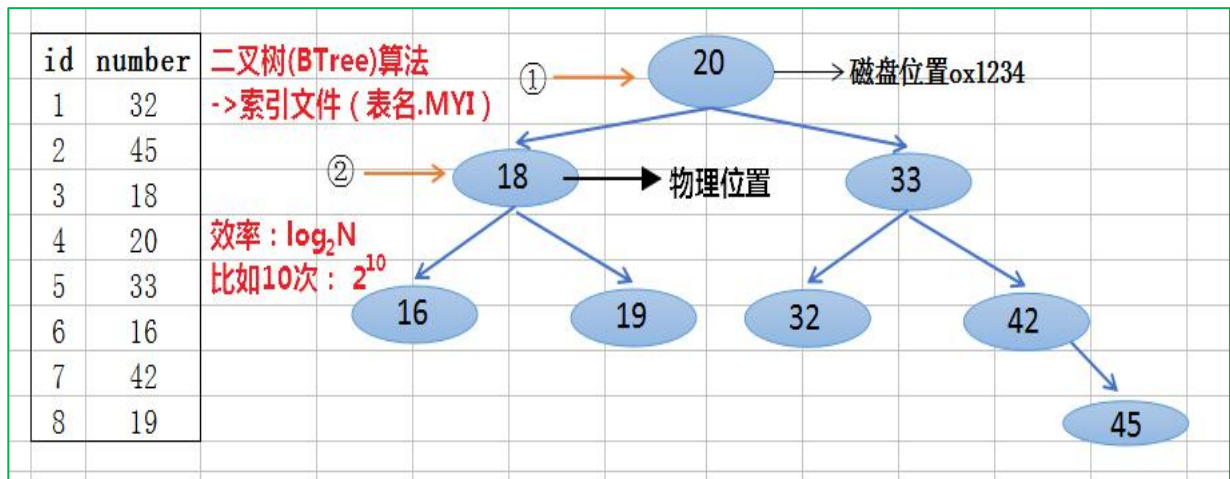 id number
1 32
2 45
3 18
4 20
5 33
6 16
7 42
8 19
二叉树(BTree)算法
->索引文件（表名.MYI）
效率：log₂N
比如10次： 2¹⁰
①
20
磁盘位置ox1234
②
18
物理位置
33
16
19
32
42
45